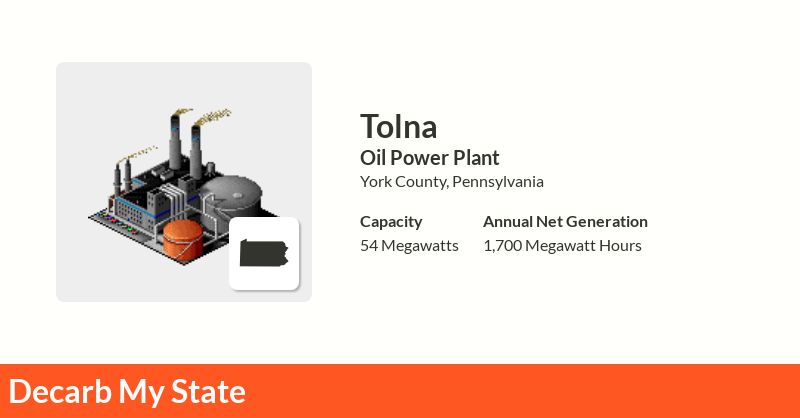 Tolna
Oil Power Plant
York County, Pennsylvania
Capacity
54 Megawatts
Annual Net Generation
1,700 Megawatt Hours
Decarb My State